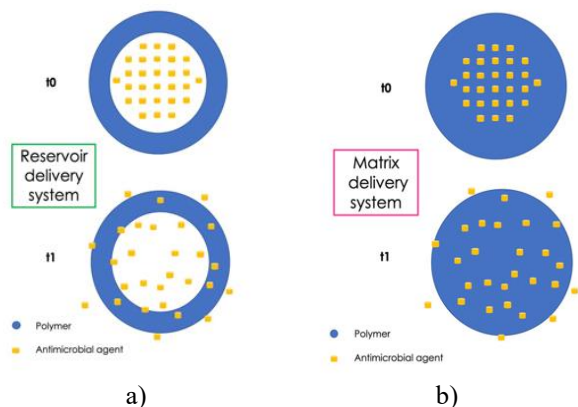 t0
Reservoir
delivery
system
t1
Polymer
Antimicrobial agent
a)
t0
Matrix
delivery
system
t1
Polymer
Antimicrobial agent
b)